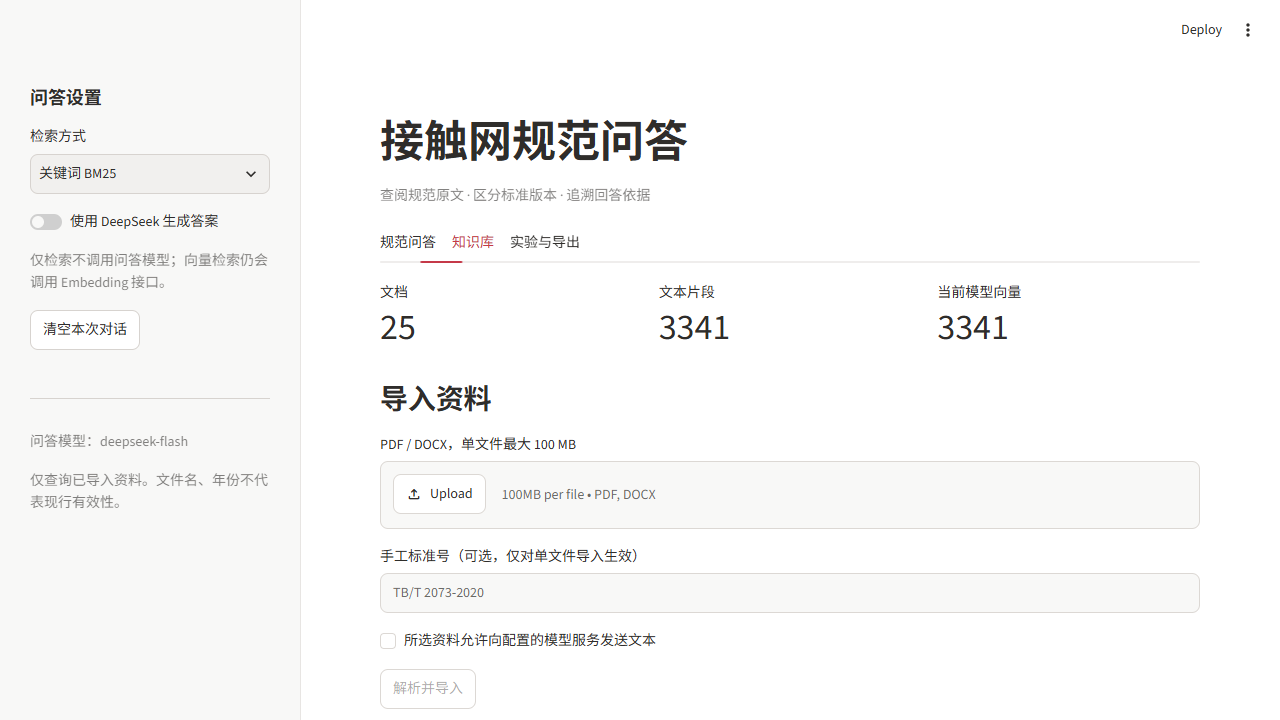 Deploy
问答设置
检索方式
关键词 BM25
使用 DeepSeek 生成答案
仅检索不调用问答模型；向量检索仍会
调用 Embedding 接口。
清空本次对话
问答模型：deepseek-flash
仅查询已导入资料。文件名、年份不代
表现行有效性。
接触网规范问答
查阅规范原文 · 区分标准版本 · 追溯回答依据
规范问答 知识库 实验与导出
文档 文本片段 当前模型向量
25 3341 3341
导入资料
PDF / DOCX，单文件最大 100 MB
Upload 100MB per file • PDF, DOCX
手工标准号（可选，仅对单文件导入生效）
TB/T 2073-2020
所选资料允许向配置的模型服务发送文本
解析并导入